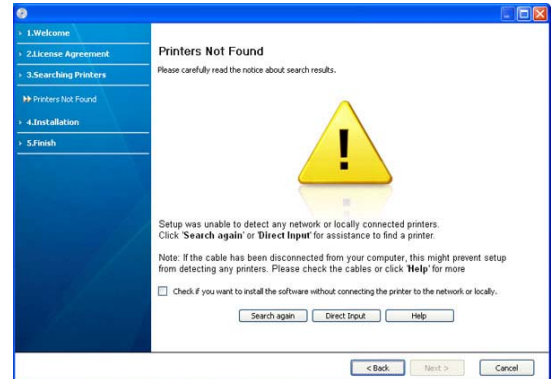 1.Welcome
2.License Agreement
3.Searching Printers
Printers Not Found
4.Installation
5.Finish
Printers Not Found
Please carefully read the notice about search results.
Setup was unable to detect any network or locally connected printers.
Click 'Search again' or 'Direct Input' for assistance to find a printer.
Note: If the cable has been disconnected from your computer, this might prevent setup
from detecting any printers. Please check the cables or click 'Help' for more
Check if you want to install the software without connecting the printer to the network or locally.
Search again Direct Input Help
< Back Next > Cancel